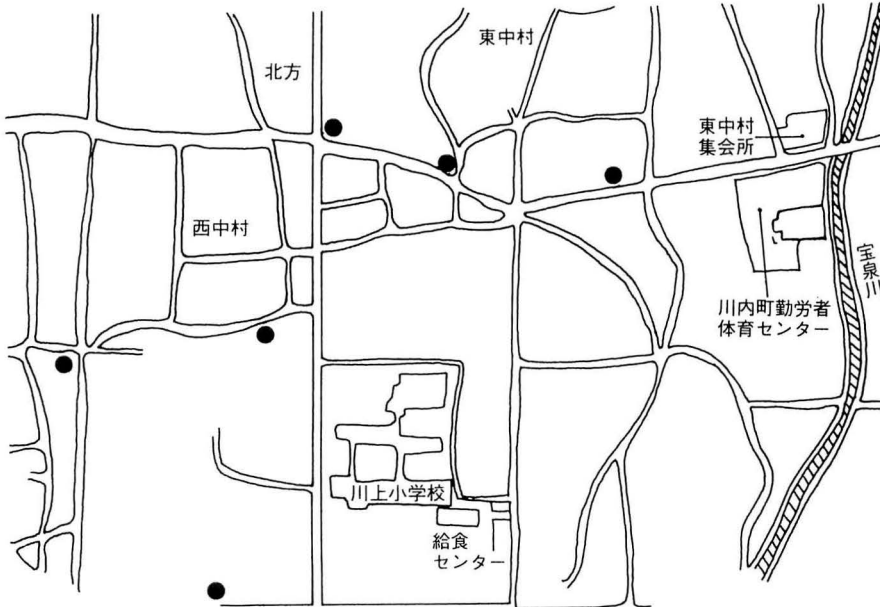 北方
東中村
東中村
集会所
西中村
宝泉川
川内町勤労者
体育センター
川上小学校
給食
センター